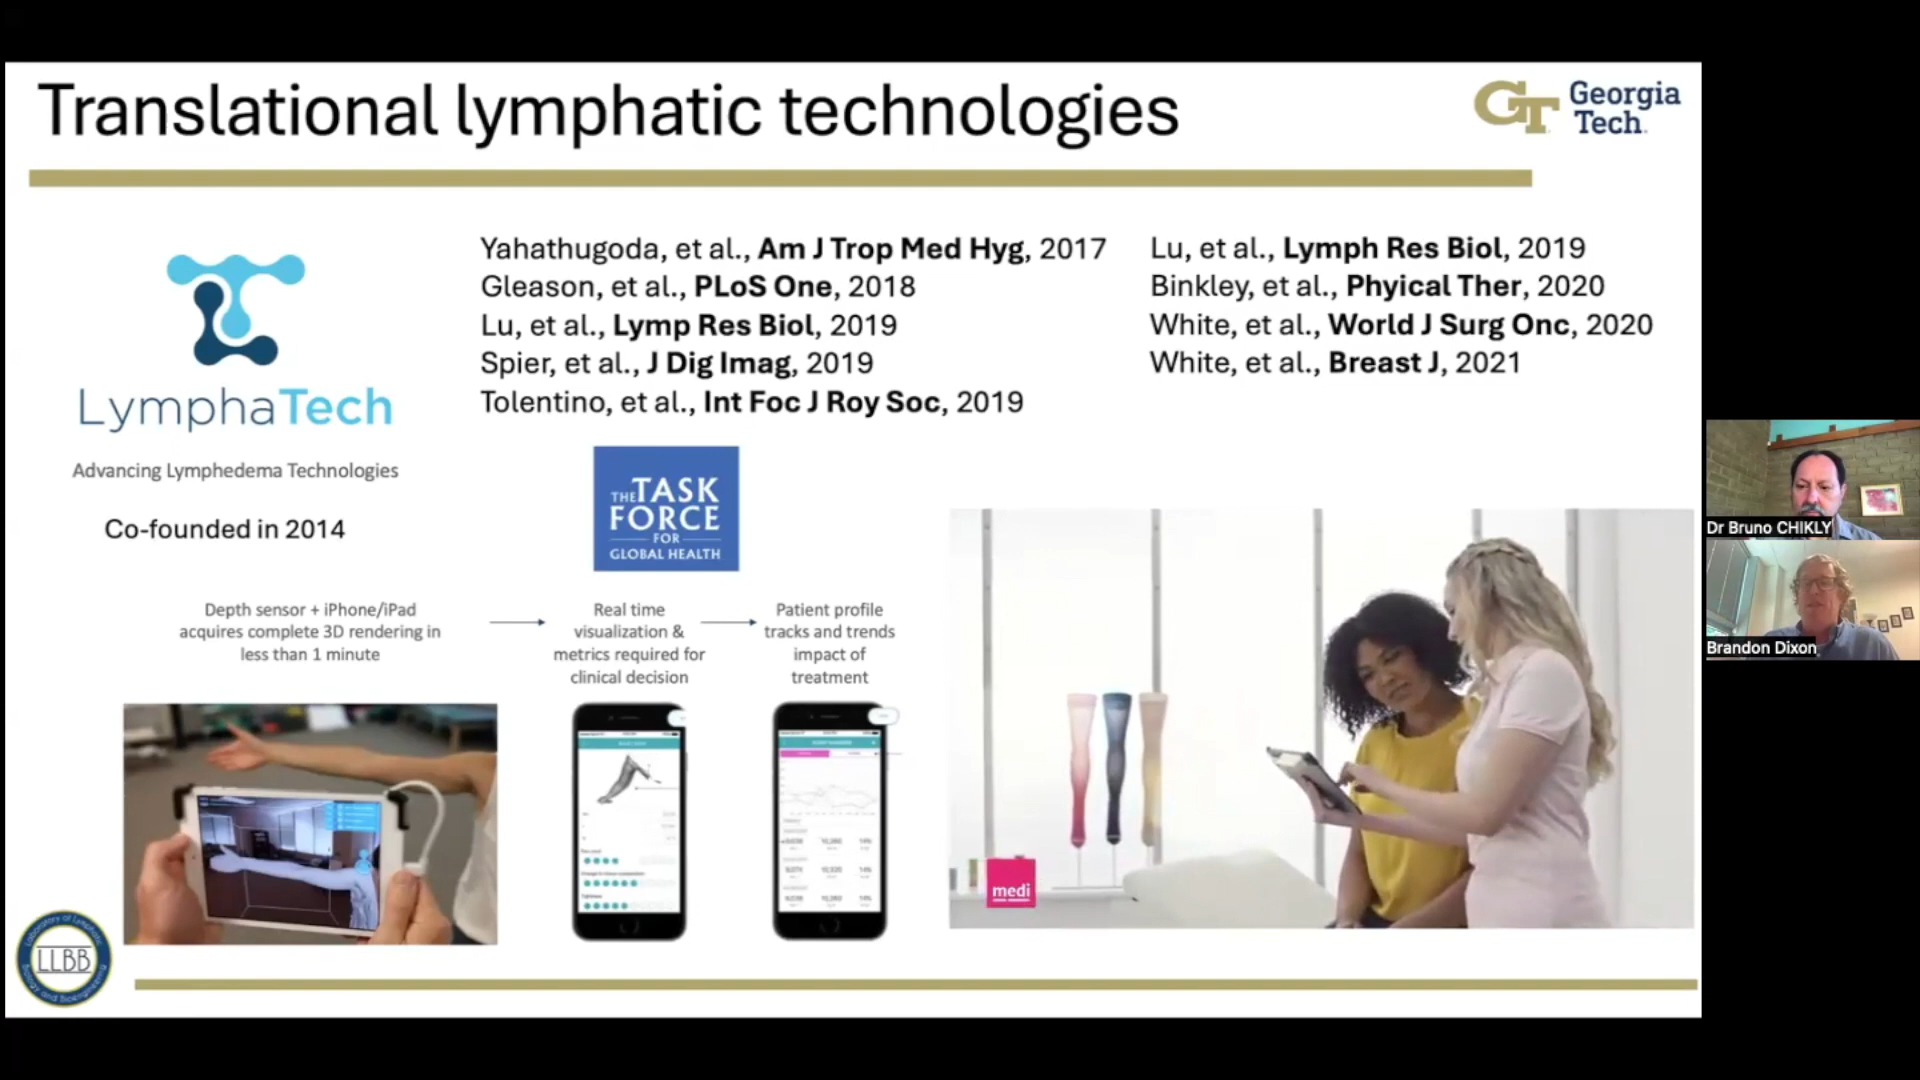 Translational lymphatic technologies
GT Georgia
Tech
LymphaTech
Advancing Lymphedema Technologies
Co-founded in 2014
Yahathugoda, et al., Am J Trop Med Hyg, 2017
Gleason, et al., PLoS One, 2018
Lu, et al., Lymp Res Biol, 2019
Spier, et al., J Dig Imag, 2019
Tolentino, et al., Int Foc J Roy Soc, 2019
Lu, et al., Lymph Res Biol, 2019
Binkley, et al., Phyical Ther, 2020
White, et al., World J Surg Onc, 2020
White, et al., Breast J, 2021
THE TASK
FORCE
FOR
GLOBAL HEALTH
Depth sensor + iPhone/iPad
acquires complete 3D rendering in
less than 1 minute
Real time
visualization &
metrics required for
clinical decision
Patient profile
tracks and trends
impact of
treatment
medi
Laboratory of Lymphatic
LLBB
Biology and Bioengineering
Dr Bruno CHIKLY
Brandon Dixon